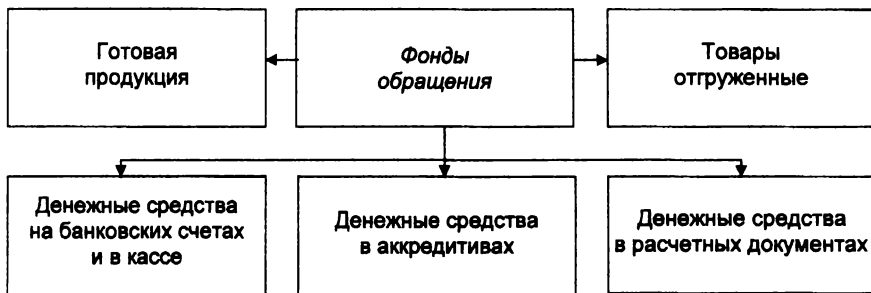 Готовая
продукция
Фонды
обращения
Товары
отгруженные
Денежные средства
на банковских счетах
и в кассе
Денежные средства
в аккредитивах
Денежные средства
в расчетных документах